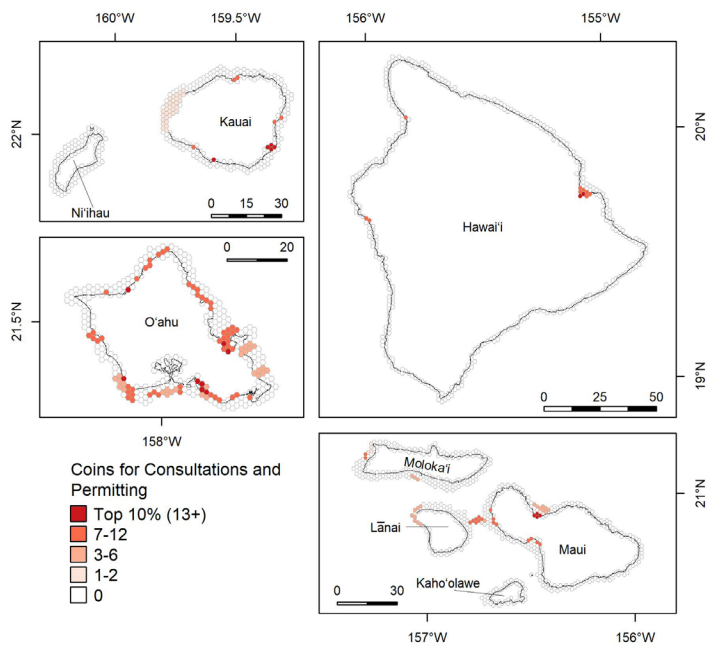 160°W
159.5°W
156°W
155°W
22°N
Kauai
Ni‘ihau
0 15 30
20°N
19°N
Hawai‘i
0 25 50
0 20
21.5°N
O‘ahu
158°W
Coins for Consultations and
Permitting
Top 10% (13+)
7-12
3-6
1-2
0
Moloka‘i
Lānai
Maui
Kaho‘olawe
21°N
0 30
157°W
156°W